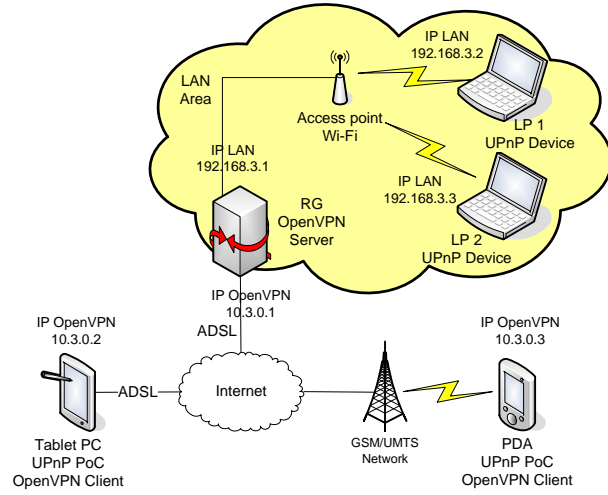 IP LAN
192.168.3.2
LAN
Area
Access point
Wi-Fi
LP 1
UPnP Device
IP LAN
192.168.3.1
IP LAN
192.168.3.3
RG
OpenVPN
Server
LP 2
UPnP Device
IP OpenVPN
10.3.0.1
ADSL
IP OpenVPN
10.3.0.2
IP OpenVPN
10.3.0.3
ADSL
Internet
Tablet PC
UPnP PoC
OpenVPN Client
GSM/UMTS
Network
PDA
UPnP PoC
OpenVPN Client